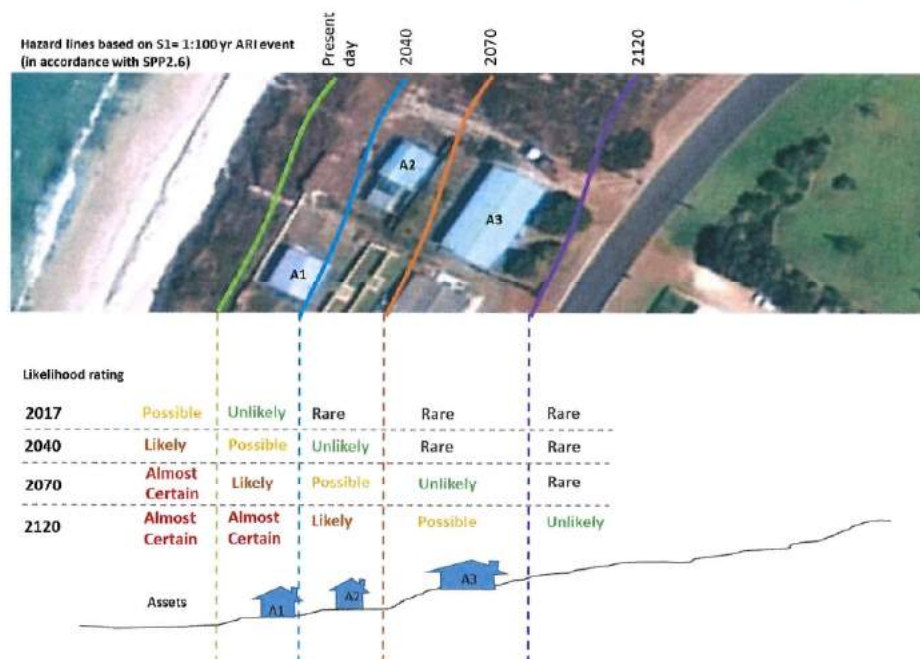 Hazard lines based on S1= 1:100 yr ARI event
(in accordance with SPP2.6)
Present
day
2040
2070
2120
A1
A2
A3
Likelihood rating
2017 Possible Unlikely Rare Rare Rare
2040 Likely Possible Unlikely Rare Rare
2070 Almost Certain Likely Possible Unlikely Rare
2120 Almost Certain Almost Certain Likely Possible Unlikely
Assets A1 A2 A3